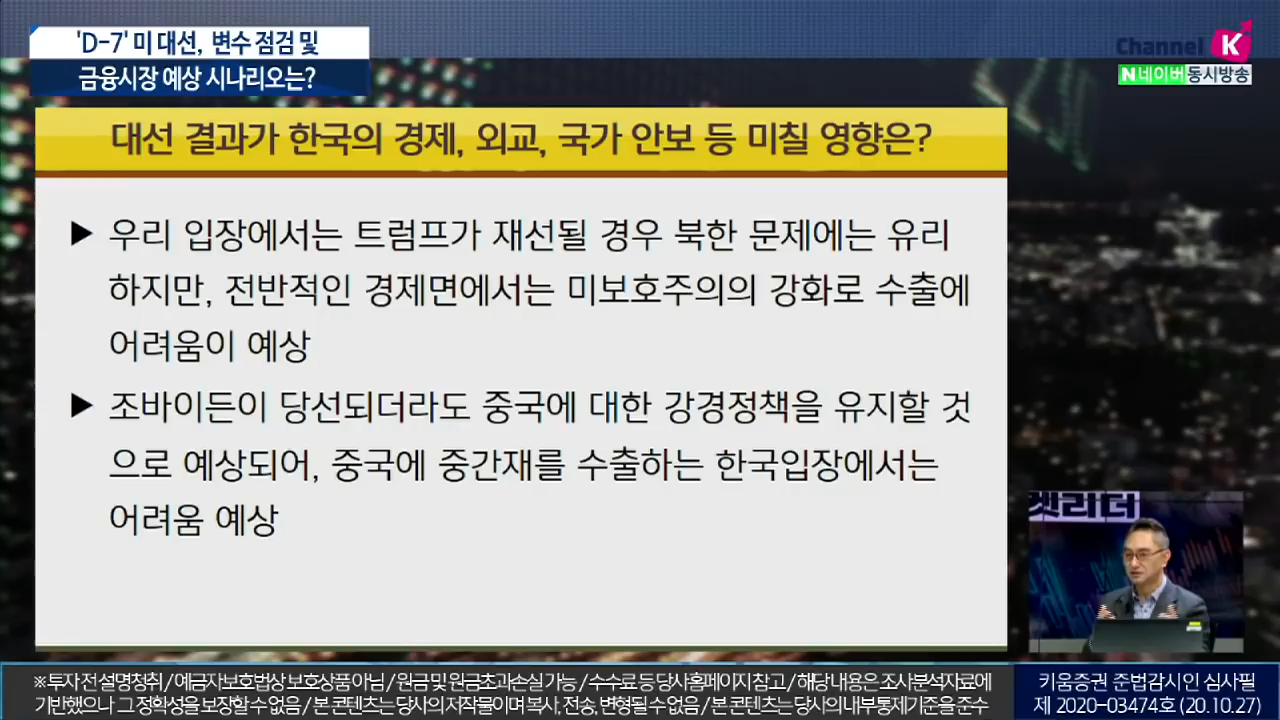 'D-7' 미 대선, 변수 점검 및
금융시장 예상 시나리오는?
Channel K
N네이버동시방송
대선 결과가 한국의 경제, 외교, 국가 안보 등 미칠 영향은?
▶ 우리 입장에서는 트럼프가 재선될 경우 북한 문제에는 유리
하지만, 전반적인 경제면에서는 미보호주의의 강화로 수출에
어려움이 예상
▶ 조바이든이 당선되더라도 중국에 대한 강경정책을 유지할 것
으로 예상되어, 중국에 중간재를 수출하는 한국입장에서는
어려움 예상
켓리더
※투자 전 설명청취 / 예금자보호법상 보호상품 아님 / 원금 및 원금초과손실 가능 / 수수료 등 당사홈페이지 참고 / 해당 내용은 조사분석자료에
기반했으나 그 정확성을 보장할 수 없음 / 본 콘텐츠는 당사의 저작물이며 복사, 전송, 변형될 수 없음 / 본 콘텐츠는 당사의 내부통제기준을 준수
키움증권 준법감시인 심사필
제 2020-03474호 (20.10.27)